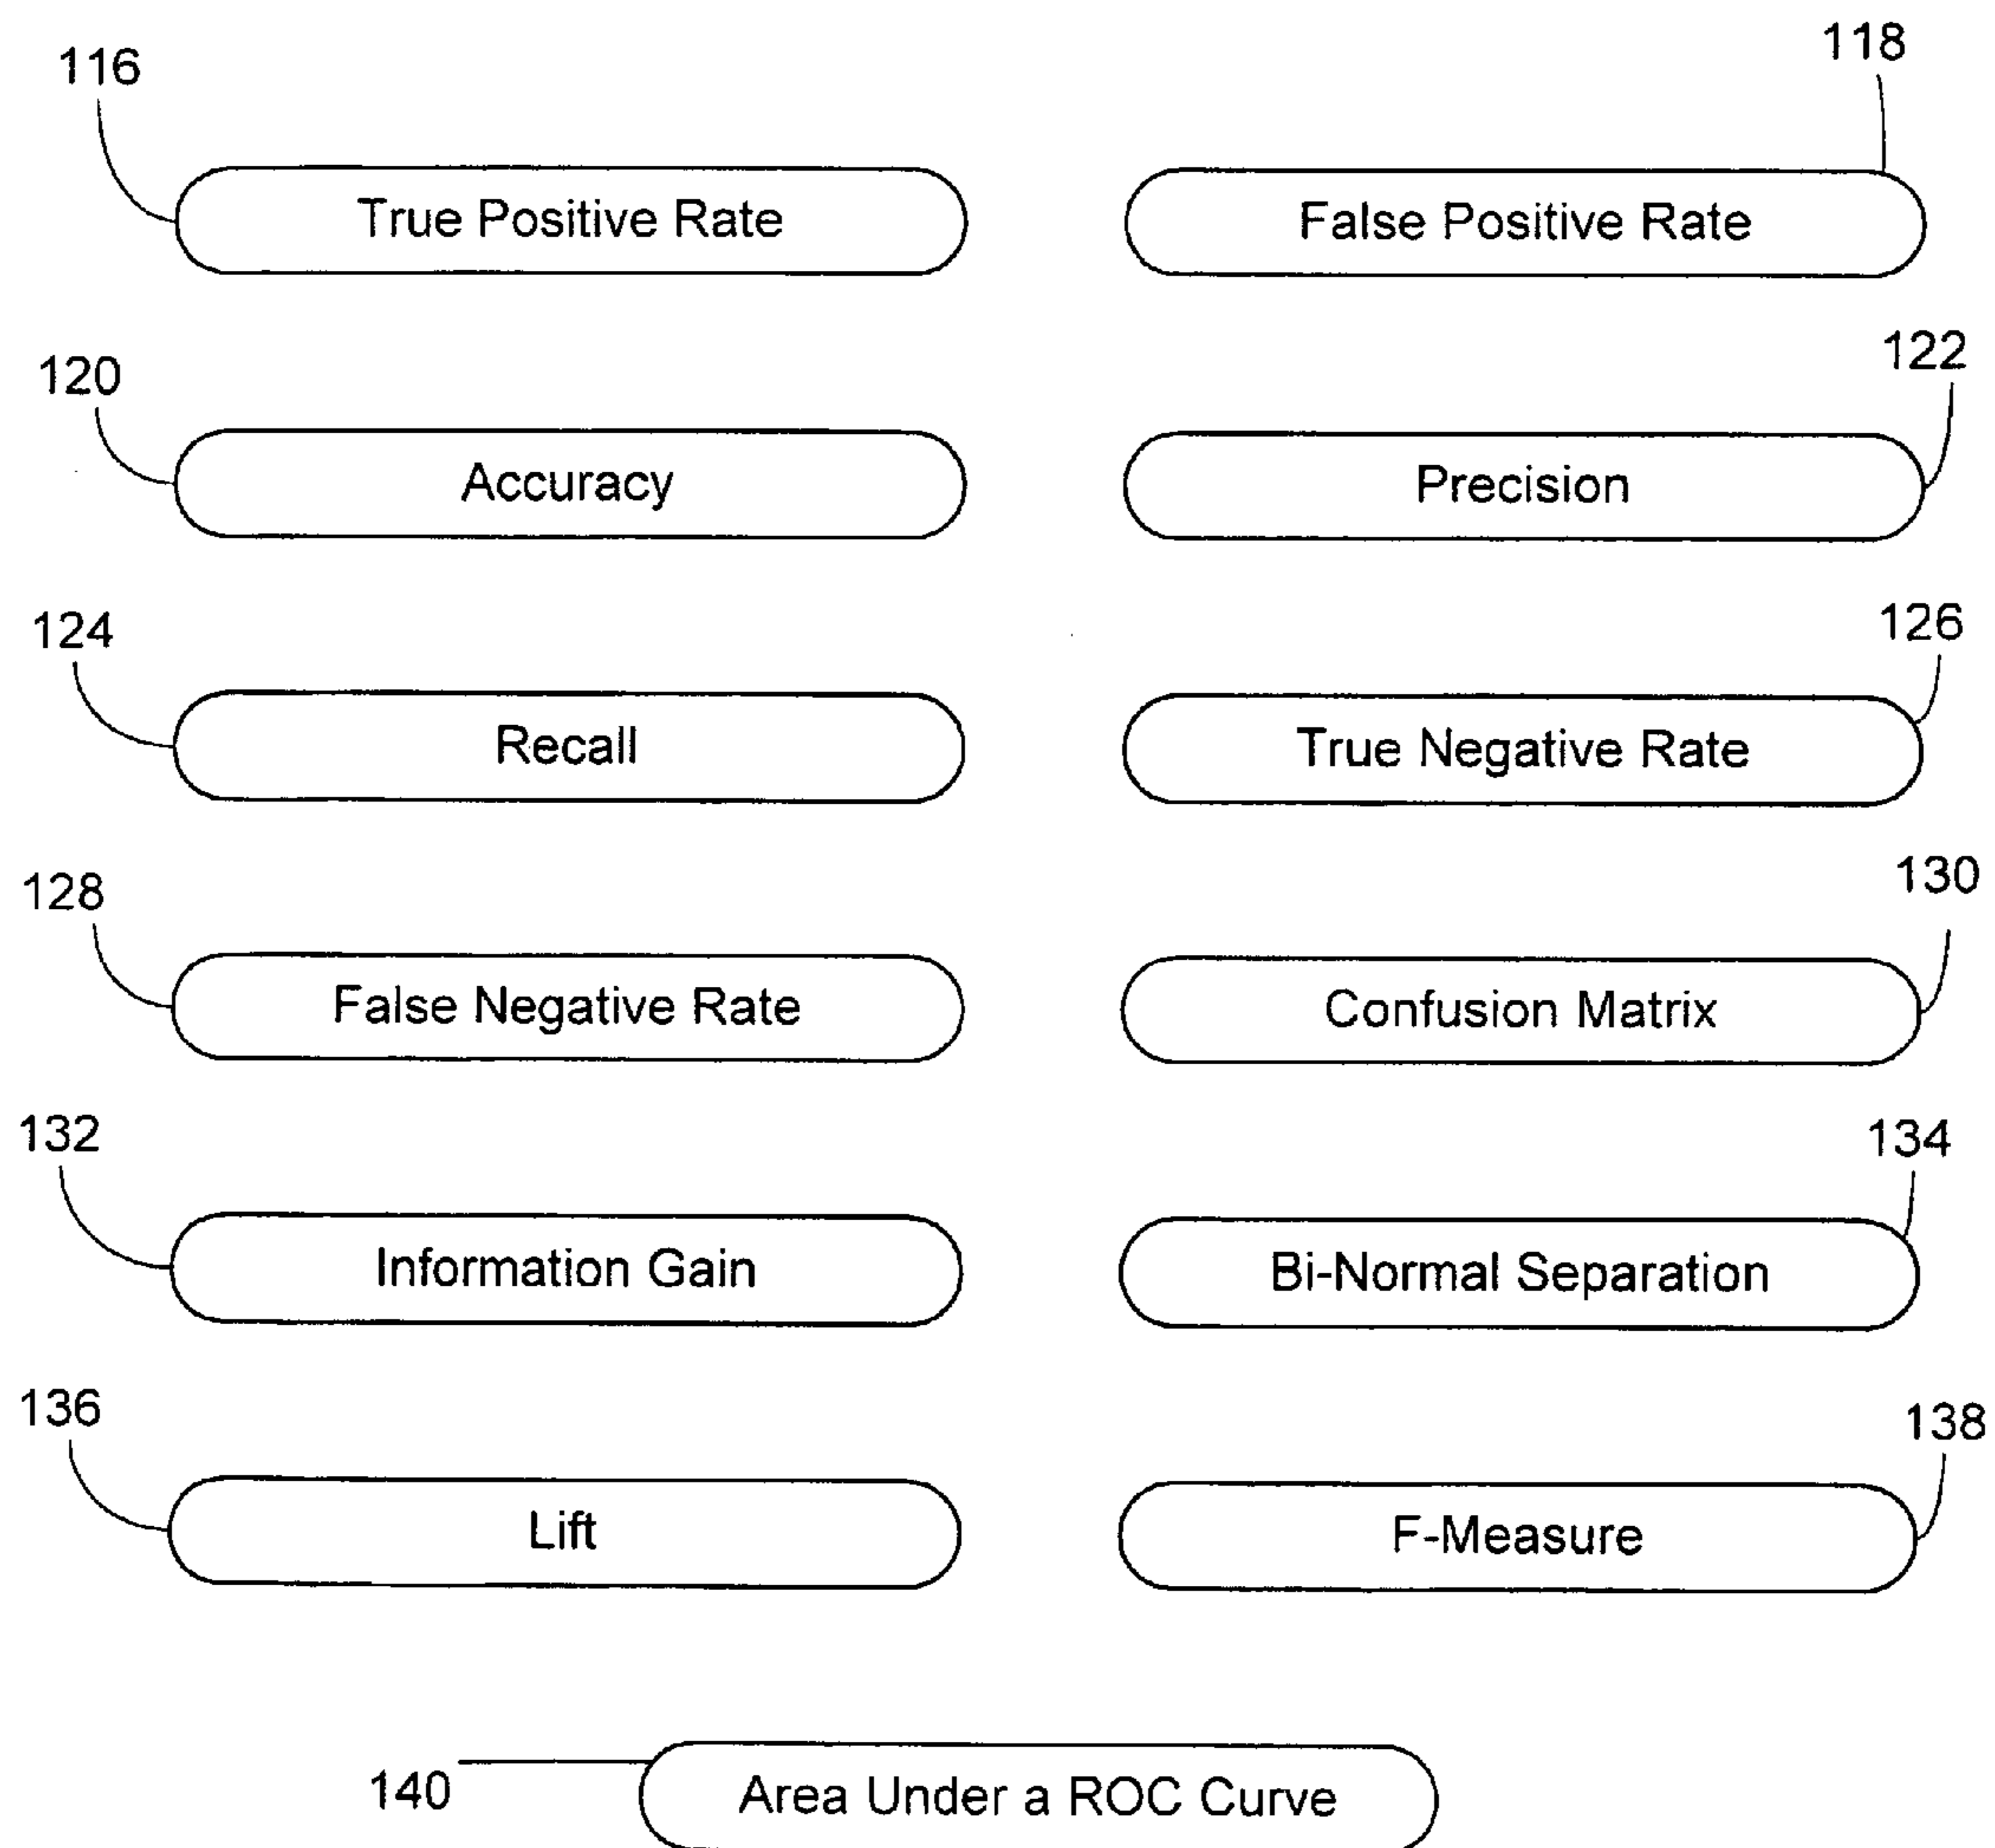 116
118
True Positive Rate
False Positive Rate
120
122
Accuracy
Precision
124
126
Recall
True Negative Rate
128
130
False Negative Rate
Confusion Matrix
132
134
Information Gain
Bi-Normal Separation
136
138
Lift
F-Measure
140
Area Under a ROC Curve